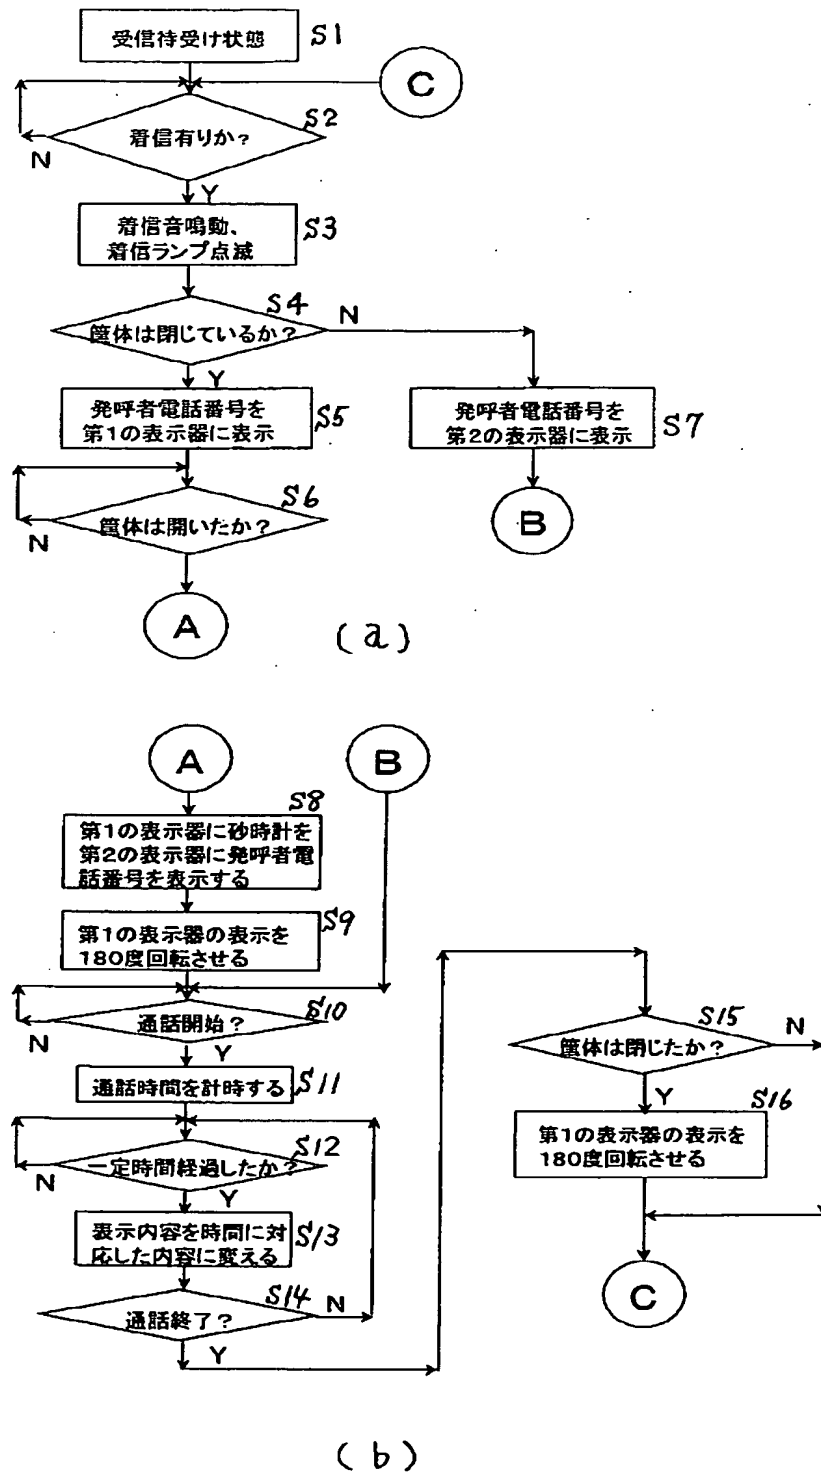 受信待受け状態 S1
C
着信有りか? S2
N
Y
着信音鳴動、 S3
着信ランプ点滅
S4
筐体は閉じているか? N
Y
発呼者電話番号を
第1の表示器に表示 S5
発呼者電話番号を
第2の表示器に表示 S7
S6
筐体は開いたか?
N
B
A
(a)
A
B
S8
第1の表示器に砂時計を
第2の表示器に発呼者電
話番号を表示する
S9
第1の表示器の表示を
180度回転させる
通話開始? S10
N
Y
通話時間を計時する S11
S12
一定時間経過したか?
N
Y
表示内容を時間に対 S13
応した内容に変える
S14
通話終了? N
Y
S15
筐体は閉じたか? N
Y
S16
第1の表示器の表示を
180度回転させる
C
(b)